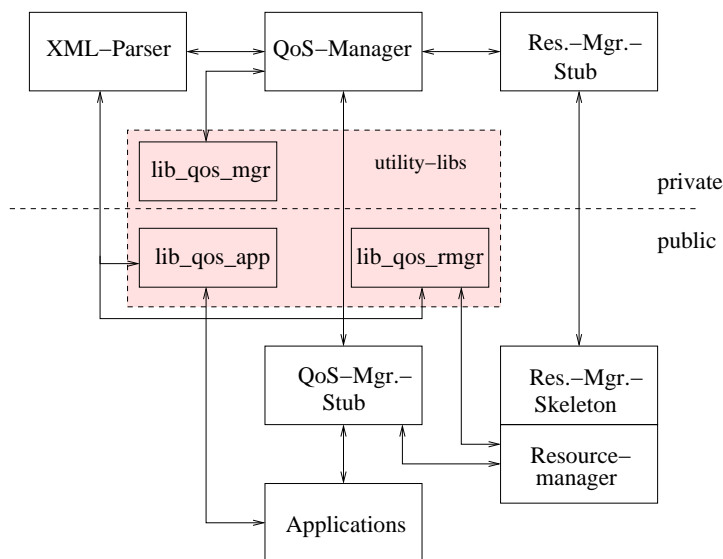 XML–Parser
QoS–Manager
Res.–Mgr.–
Stub
lib_qos_mgr
utility–libs
private
public
lib_qos_app
lib_qos_rmgr
QoS–Mgr.–
Stub
Res.–Mgr.–
Skeleton
Resource–
manager
Applications